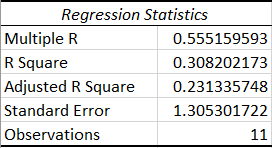 Regression Statistics
Multiple R 0.555159593
R Square 0.308202173
Adjusted R Square 0.231335748
Standard Error 1.305301722
Observations 11